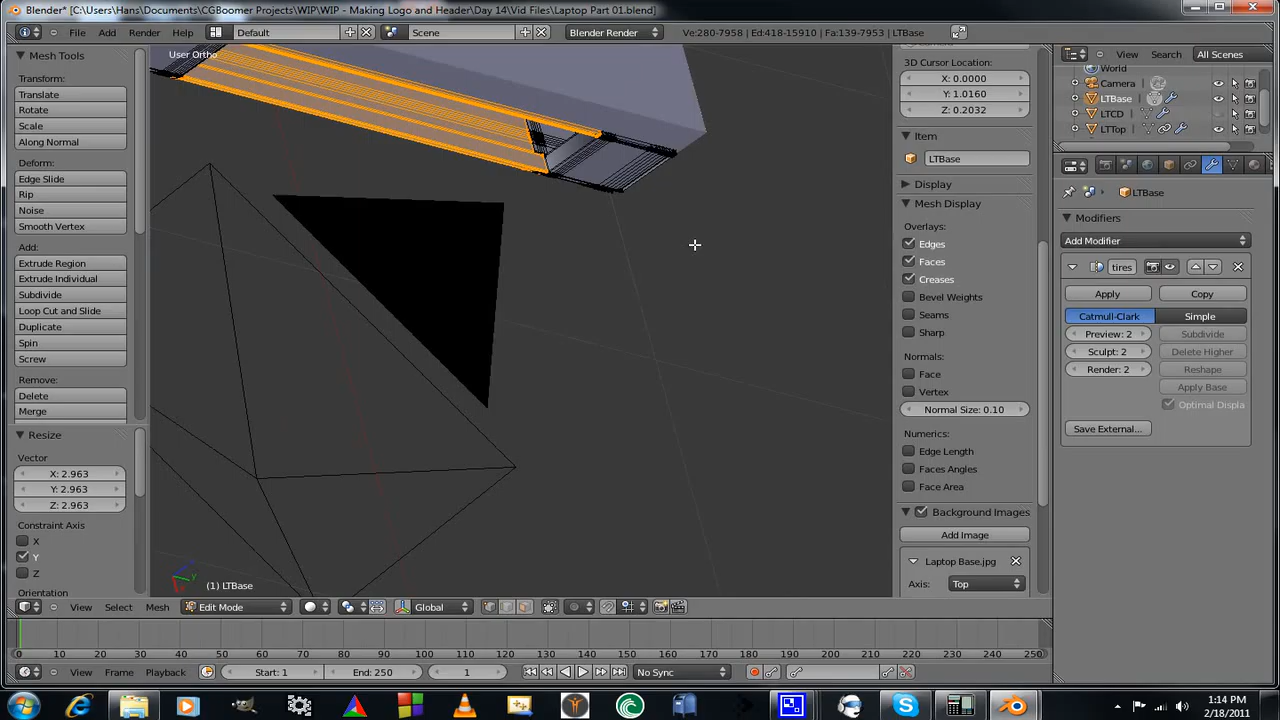 Blender* [C:\Users\Hans\Documents\CGBoomer Projects\WIP\WIP - Making Logo and Header\Day 14\Vid Files\Laptop Part 01.blend]
File Add Render Help Default Scene Blender Render Ve:280-7958 | Ed:418-15910 | Fa:139-7953 | LTBase
View Search All Scenes
Mesh Tools
Transform:
Translate
Rotate
Scale
Along Normal
Deform:
Edge Slide
Rip
Noise
Smooth Vertex
Add:
Extrude Region
Extrude Individual
Subdivide
Loop Cut and Slide
Duplicate
Spin
Screw
Remove:
Delete
Merge
Resize
Vector
X: 2.963
Y: 2.963
Z: 2.963
Constraint Axis
X
Y
Z
Orientation
User Ortho
(1) LTBase
3D Cursor Location:
X: 0.0000
Y: 1.0160
Z: 0.2032
Item
LTBase
Display
Mesh Display
Overlays:
Edges
Faces
Creases
Bevel Weights
Seams
Sharp
Normals:
Face
Vertex
Normal Size: 0.10
Numerics:
Edge Length
Faces Angles
Face Area
Background Images
Add Image
Laptop Base.jpg
Axis: Top
World
Camera
LTBase
LTCD
LTTop
LTBase
Modifiers
Add Modifier
tires
Apply Copy
Catmull-Clark Simple
Preview: 2 Subdivide
Sculpt: 2 Delete Higher
Render: 2 Reshape
Apply Base
Optimal Displa
Save External...
View Select Mesh Edit Mode Global
0 10 20 30 40 50 60 70 80 90 100 110 120 130 140 150 160 170 180 190 200 210 220 230 240 250
View Frame Playback Start: 1 End: 250 1 No Sync
1:14 PM
2/18/2011